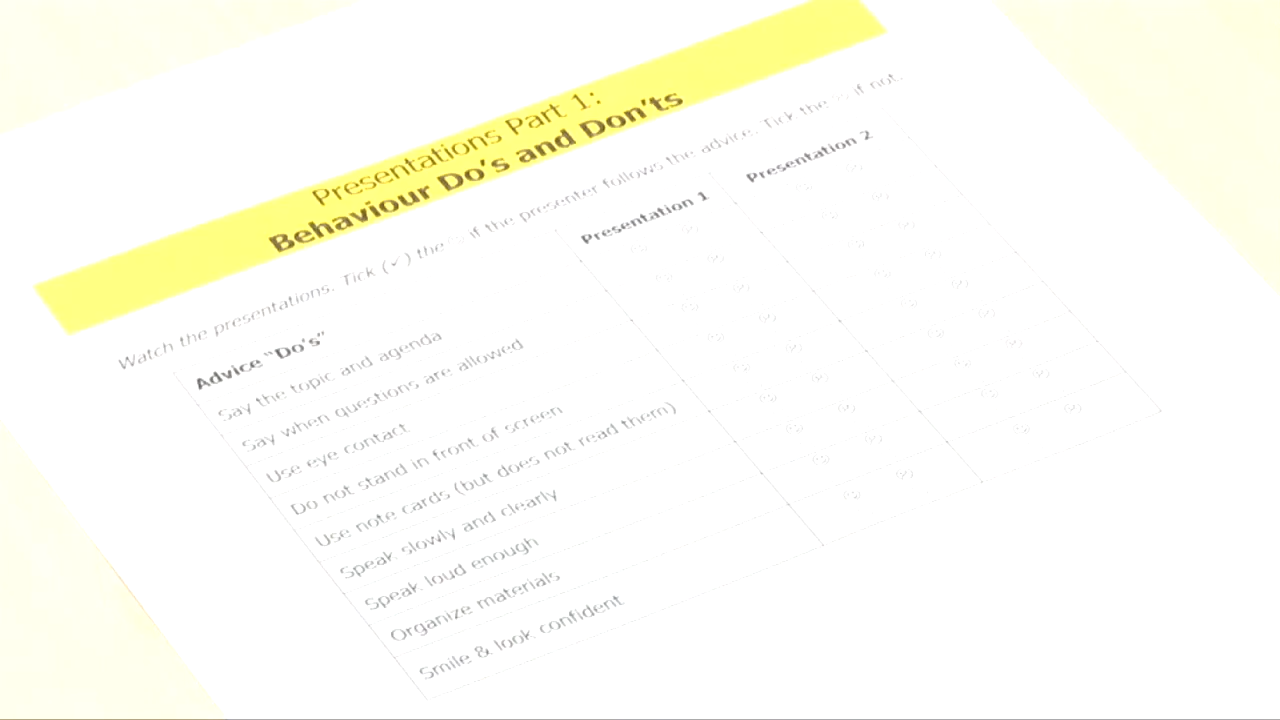 Presentations Part 1:
Behaviour Do's and Don'ts
Watch the presentations. Tick (✓) the ☺ if the presenter follows the advice. Tick the ☹ if not.
Advice "Do's" Presentation 1 Presentation 2
Say the topic and agenda ☺ ☹ ☺ ☹
Say when questions are allowed ☺ ☹ ☺ ☹
Use eye contact ☺ ☹ ☺ ☹
Do not stand in front of screen ☺ ☹ ☺ ☹
Use note cards (but does not read them) ☺ ☹ ☺ ☹
Speak slowly and clearly ☺ ☹ ☺ ☹
Speak loud enough ☺ ☹ ☺ ☹
Organize materials ☺ ☹ ☺ ☹
Smile & look confident ☺ ☹ ☺ ☹